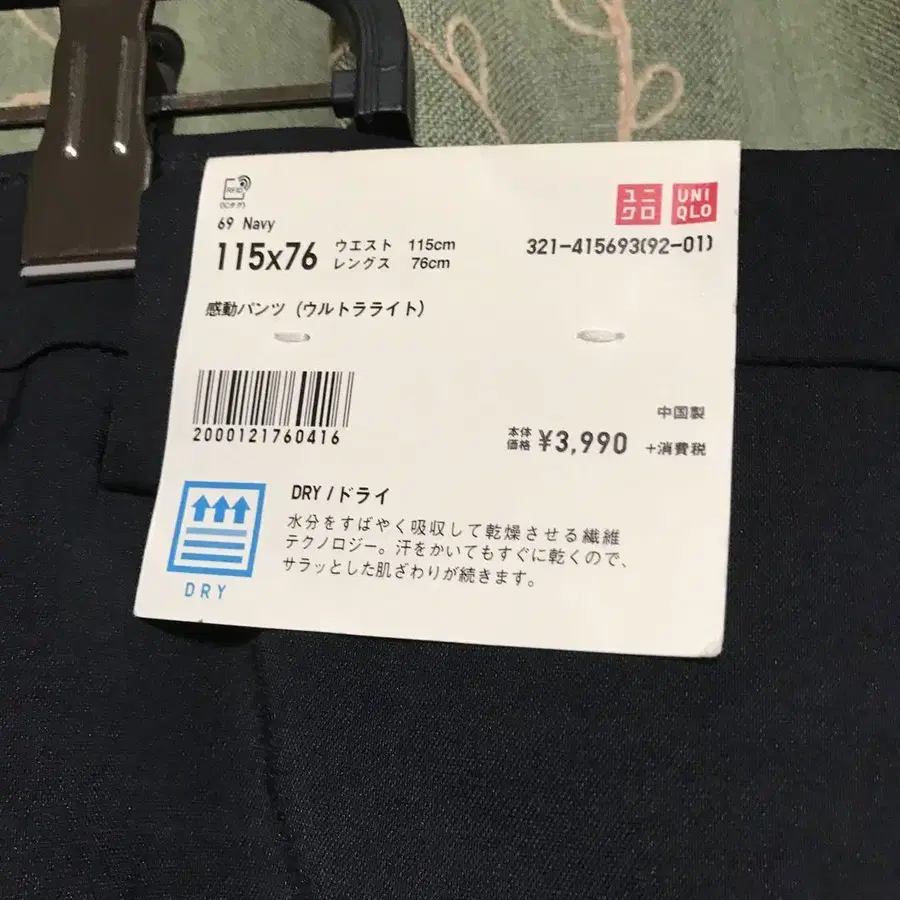 RFID
(ICタグ)
69 Navy
115x76 ウエスト 115cm
レングス 76cm
ユニクロ
UNIQLO
321-415693(92-01)
感動パンツ (ウルトラライト)
2000121760416
中国製
本体価格 ¥3,990 +消費税
DRY
DRY / ドライ
水分をすばやく吸収して乾燥させる繊維
テクノロジー。汗をかいてもすぐに乾くので、
サラッとした肌ざわりが続きます。